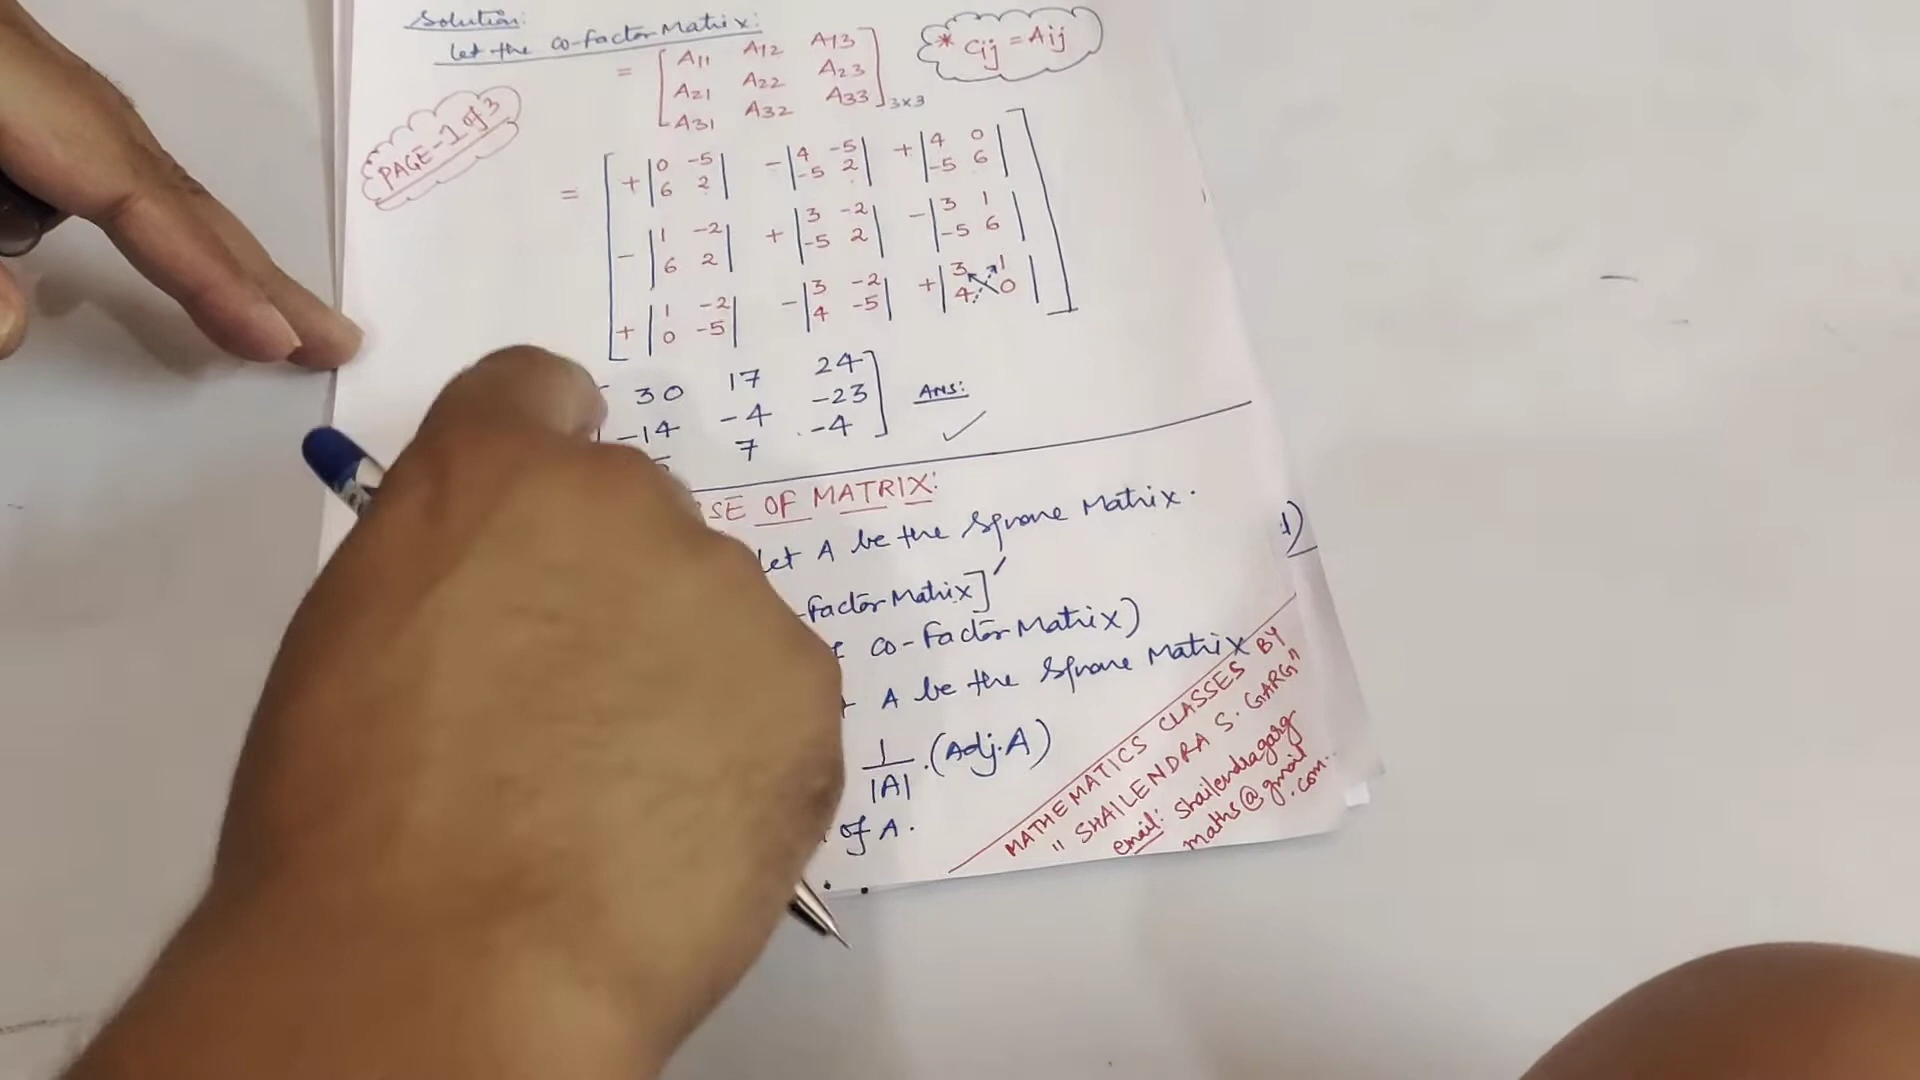 Solution:
Let the Co-factor Matrix:
* Cij = Aij
= [ A11 A12 A13
A21 A22 A23
A31 A32 A33 ] 3×3
PAGE-1 of 3
= [ +|0 -5 -|4 -5| +|4 0
6 2| -5 2| -5 6|
-|1 -2 +|3 -2 -|3 1
6 2| -5 2| -5 6|
+|1 -2 -|3 -2 +|3 1
0 -5| 4 -5| 4 0| ]
30 17 24
-14 -4 -23
7 -4 ]
ANS: ✓
OF MATRIX:
Let A be the Square Matrix.
1)
-factor Matrix]'
Co-factor Matrix)
A be the Square Matrix
1/|A| .(Adj.A)
of A.
MATHEMATICS CLASSES BY
"SHAILENDRA S. GARG"
email: shailendragarg
maths@gmail
.com.